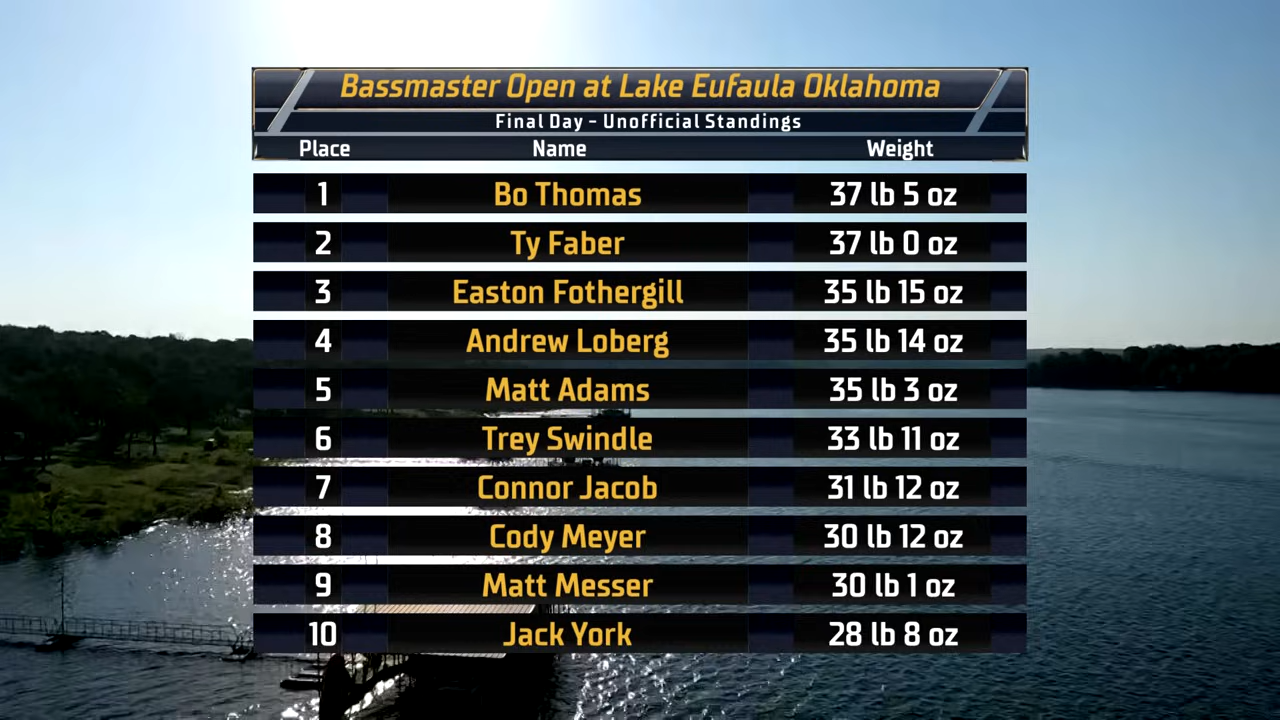 Bassmaster Open at Lake Eufaula Oklahoma
Final Day - Unofficial Standings
Place Name Weight
1 Bo Thomas 37 lb 5 oz
2 Ty Faber 37 lb 0 oz
3 Easton Fothergill 35 lb 15 oz
4 Andrew Loberg 35 lb 14 oz
5 Matt Adams 35 lb 3 oz
6 Trey Swindle 33 lb 11 oz
7 Connor Jacob 31 lb 12 oz
8 Cody Meyer 30 lb 12 oz
9 Matt Messer 30 lb 1 oz
10 Jack York 28 lb 8 oz